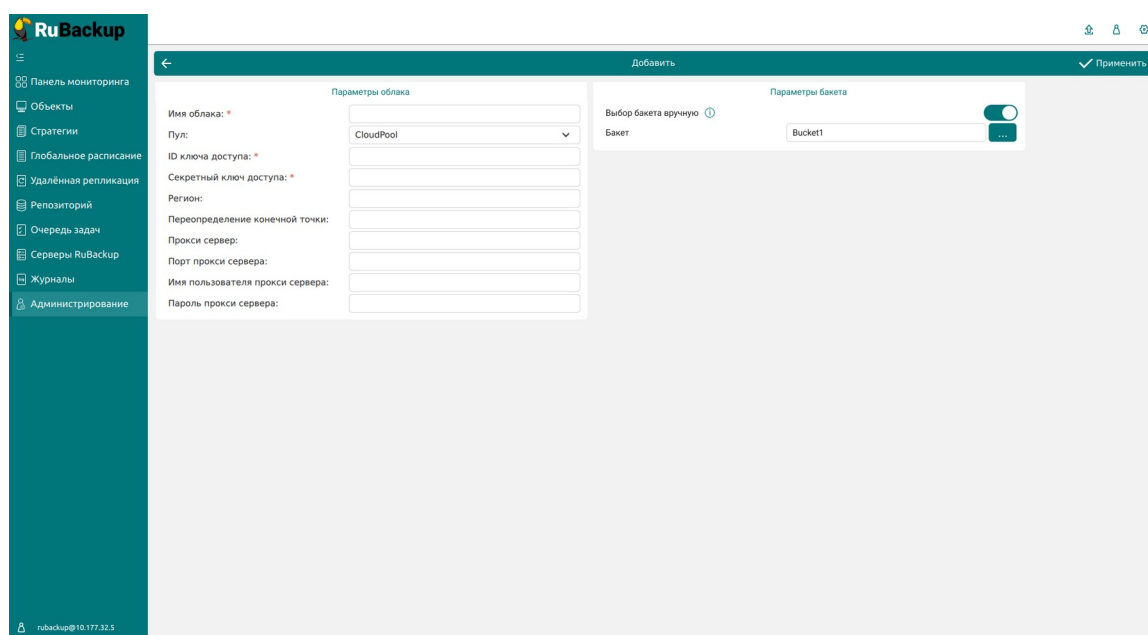 RuBackup
Панель мониторинга
Объекты
Стратегии
Глобальное расписание
Удалённая репликация
Репозиторий
Очередь задач
Серверы RuBackup
Журналы
Администрирование
rubackup@10.177.32.5
Добавить
Применить
Параметры облака
Имя облака: *
Пул: CloudPool
ID ключа доступа: *
Секретный ключ доступа: *
Регион:
Переопределение конечной точки:
Прокси сервер:
Порт прокси сервера:
Имя пользователя прокси сервера:
Пароль прокси сервера:
Параметры бакета
Выбор бакета вручную
Бакет Bucket1 ...